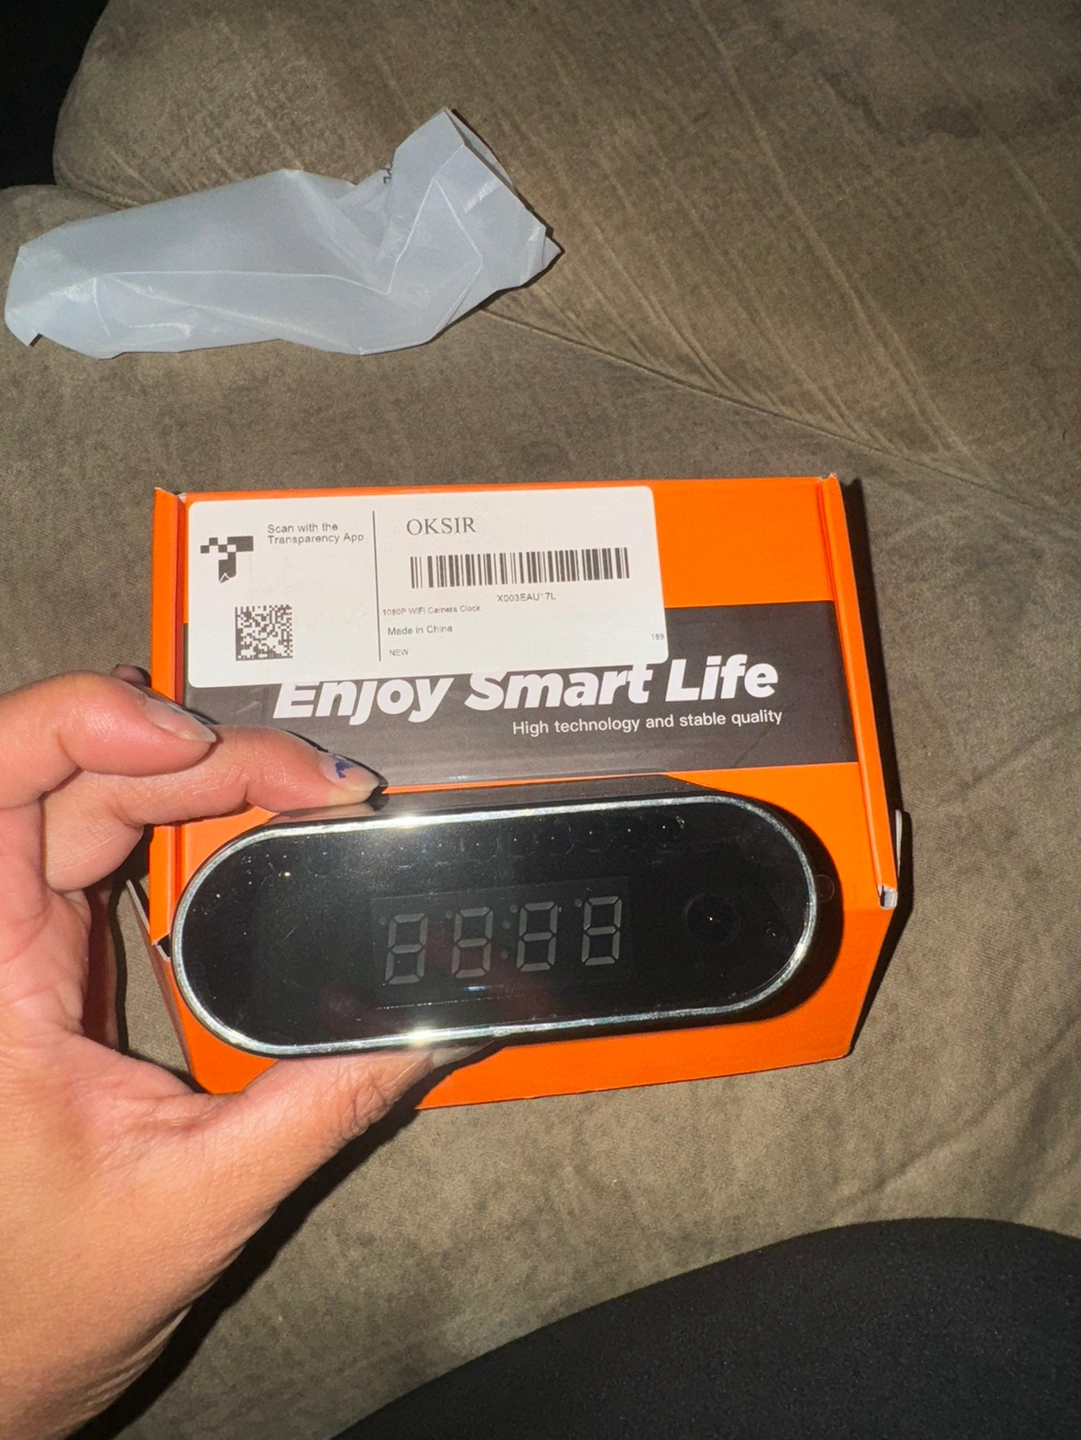 Scan with the
Transparency App
OKSIR
1080P WiFi Camera Clock
Made in China
NEW
189
Enjoy Smart Life
High technology and stable quality